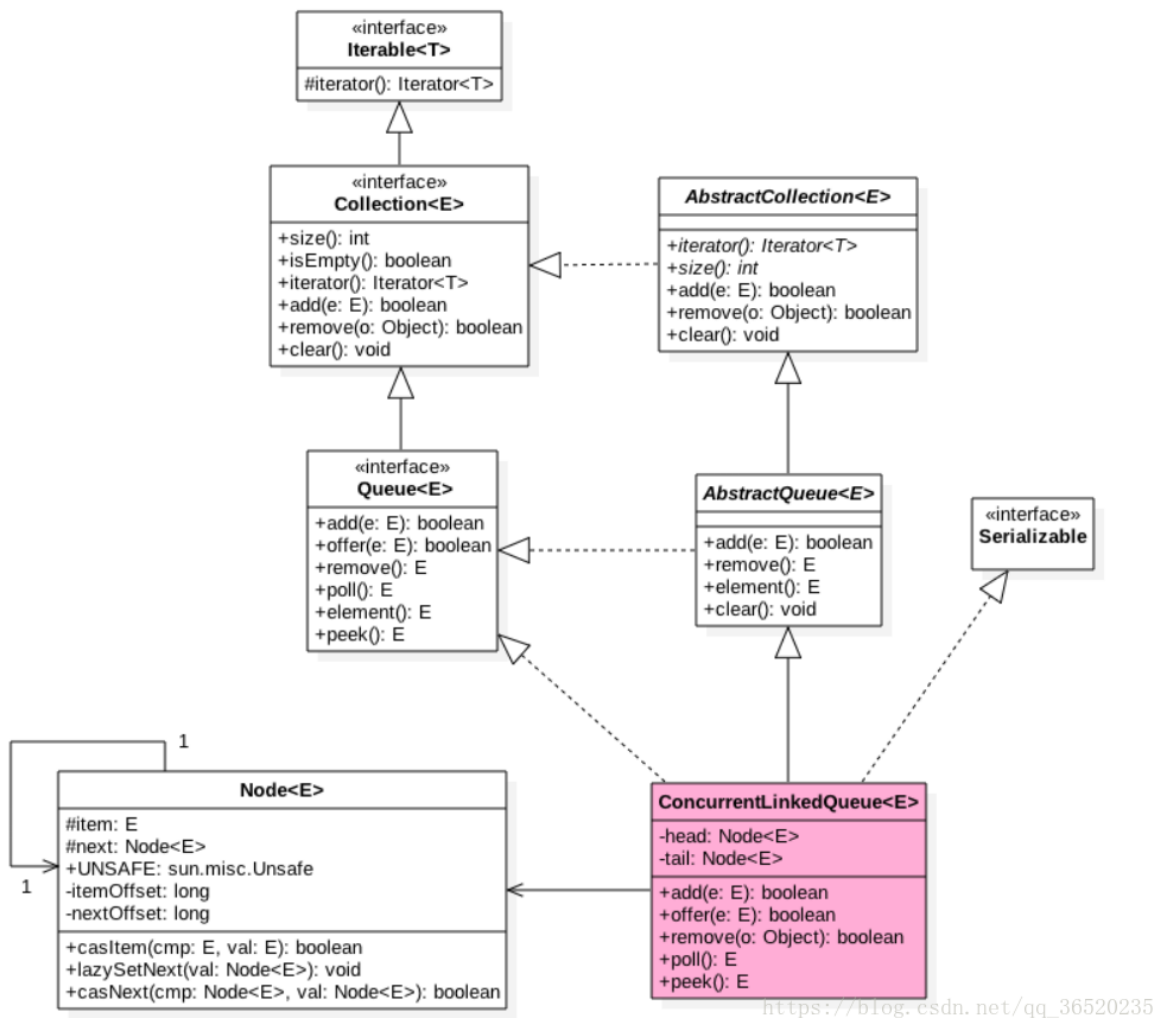 «interface»
Iterable<T>
#iterator(): Iterator<T>
«interface»
Collection<E>
+size(): int
+isEmpty(): boolean
+iterator(): Iterator<T>
+add(e: E): boolean
+remove(o: Object): boolean
+clear(): void
AbstractCollection<E>
+iterator(): Iterator<T>
+size(): int
+add(e: E): boolean
+remove(o: Object): boolean
+clear(): void
«interface»
Queue<E>
+add(e: E): boolean
+offer(e: E): boolean
+remove(): E
+poll(): E
+element(): E
+peek(): E
AbstractQueue<E>
+add(e: E): boolean
+remove(): E
+element(): E
+clear(): void
«interface»
Serializable
1
1
Node<E>
#item: E
#next: Node<E>
+UNSAFE: sun.misc.Unsafe
-itemOffset: long
-nextOffset: long
+casItem(cmp: E, val: E): boolean
+lazySetNext(val: Node<E>): void
+casNext(cmp: Node<E>, val: Node<E>): boolean
ConcurrentLinkedQueue<E>
-head: Node<E>
-tail: Node<E>
+add(e: E): boolean
+offer(e: E): boolean
+remove(o: Object): boolean
+poll(): E
+peek(): E
https://blog.csdn.net/qq_36520235